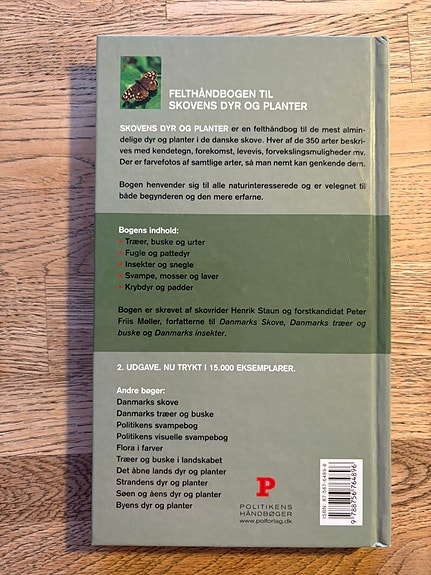 FELTHÅNDBOGEN TIL
SKOVENS DYR OG PLANTER
SKOVENS DYR OG PLANTER er en felthåndbog til de mest almin-
delige dyr og planter i de danske skove. Hver af de 350 arter beskri-
ves med kendetegn, forekomst, levevis, forvekslingsmuligheder mv.
Der er farvefotos af samtlige arter, så man nemt kan genkende dem.
Bogen henvender sig til alle naturinteresserede og er velegnet til
både begynderen og den mere erfarne.
Bogens indhold:
• Træer, buske og urter
• Fugle og pattedyr
• Insekter og snegle
• Svampe, mosser og laver
• Krybdyr og padder
Bogen er skrevet af skovrider Henrik Staun og forstkandidat Peter
Friis Møller, forfatterne til Danmarks Skove, Danmarks træer og
buske og Danmarks insekter.
2. UDGAVE. NU TRYKT I 15.000 EKSEMPLARER.
Andre bøger:
Danmarks skove
Danmarks træer og buske
Politikens svampebog
Politikens visuelle svampebog
Flora i farver
Træer og buske i landskabet
Det åbne lands dyr og planter
Strandens dyr og planter
Søen og åens dyr og planter
Byens dyr og planter
P
POLITIKENS
HÅNDBØGER
www.polforlag.dk
ISBN: 87-567-6489-8
9 788756 764896